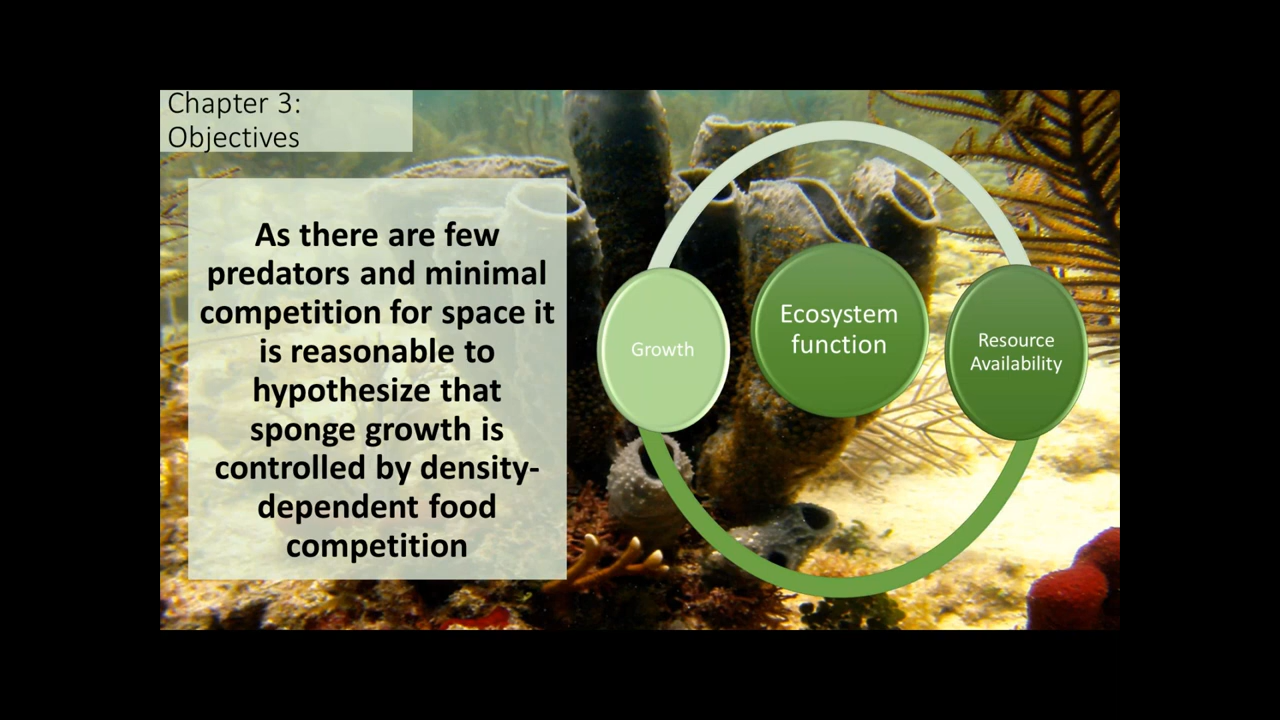 Chapter 3:
Objectives
As there are few
predators and minimal
competition for space it
is reasonable to
hypothesize that
sponge growth is
controlled by density-
dependent food
competition
Growth
Ecosystem
function
Resource
Availability